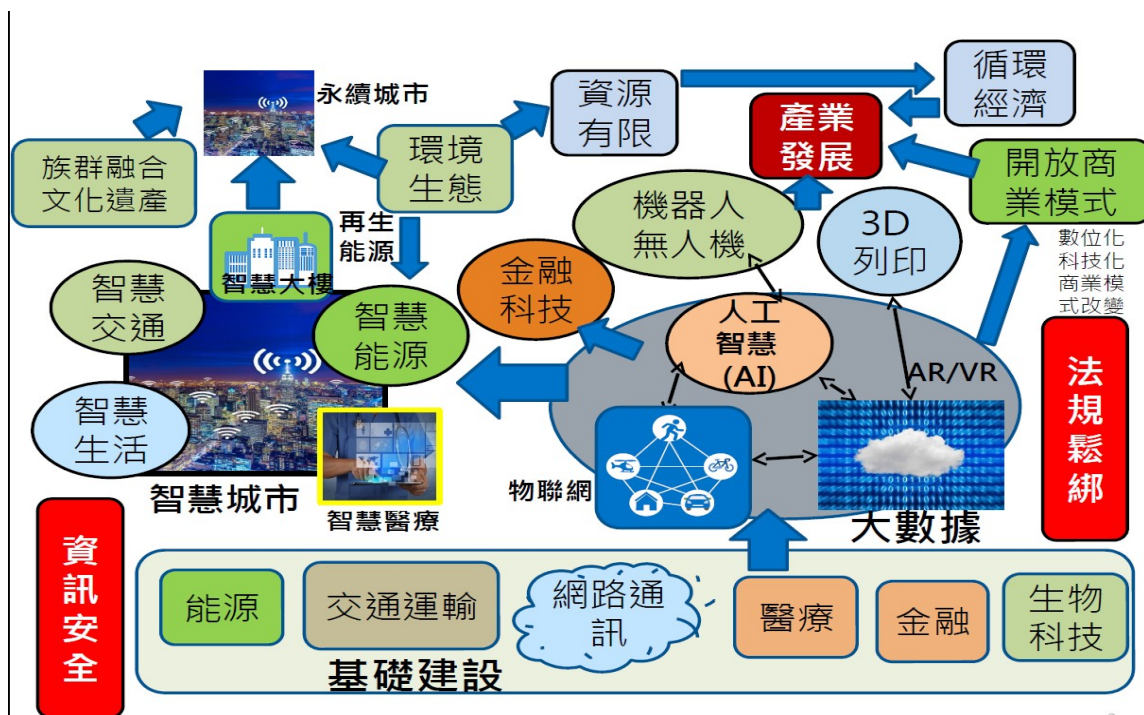 永續城市
族群融合
文化遺產
環境
生態
資源
有限
循環
經濟
產業
發展
開放商
業模式
數位化
科技化
商業模
式改變
機器人
無人機
3D
列印
再生
能源
智慧大樓
智慧
交通
智慧
能源
金融
科技
人工
智慧
(AI)
AR/VR
智慧
生活
智慧城市
智慧醫療
物聯網
大數據
法
規
鬆
綁
資
訊
安
全
能源
交通運輸
網路通
訊
醫療
金融
生物
科技
基礎建設